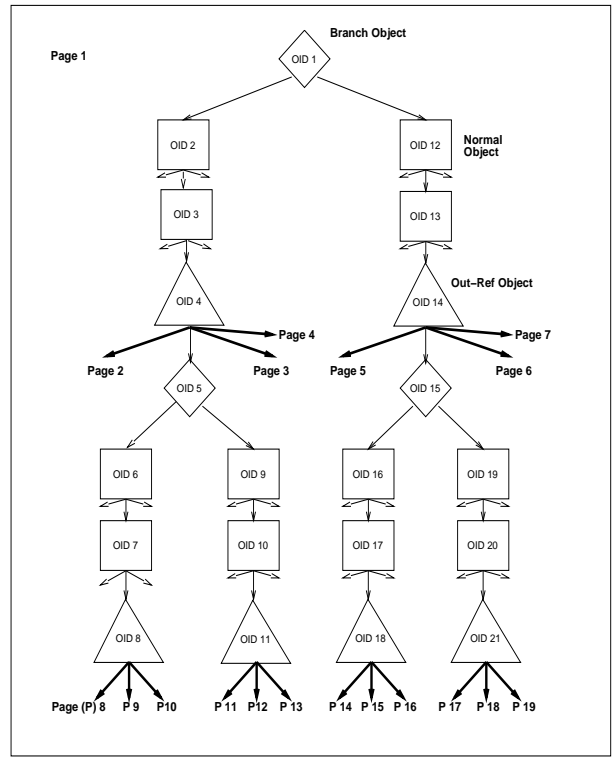 Branch Object
Page 1
OID 1
OID 2
OID 12
Normal
Object
OID 3
OID 13
OID 4
OID 14
Out–Ref Object
Page 4
Page 7
Page 2
Page 3
Page 5
Page 6
OID 5
OID 15
OID 6
OID 9
OID 16
OID 19
OID 7
OID 10
OID 17
OID 20
OID 8
OID 11
OID 18
OID 21
Page (P) 8 P 9 P10 P 11 P12 P 13 P 14 P 15 P 16 P 17 P 18 P 19